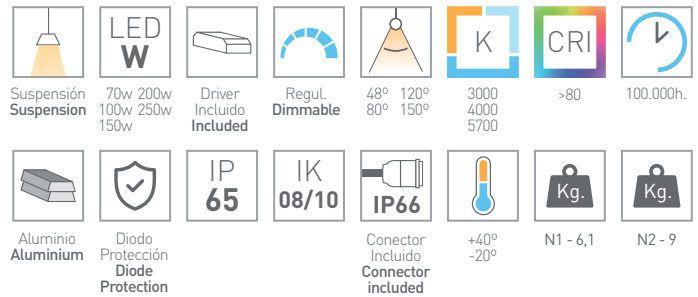 LED
W
K
CRI
Suspensión
Suspension
70w 200w
100w 250w
150w
Driver
Incluido
Included
Regul.
Dimmable
48º 120º
80º 150º
3000
4000
5700
>80
100.000h.
IP
65
IK
08/10
IP66
Kg.
Kg.
Aluminio
Aluminium
Diodo
Protección
Diode
Protection
Conector
Incluido
Connector
included
+40º
-20º
N1 - 6,1
N2 - 9